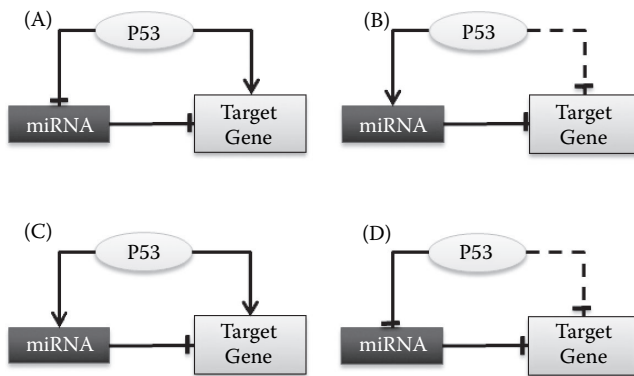 (A)
P53
miRNA
Target
Gene
(B)
P53
miRNA
Target
Gene
(C)
P53
miRNA
Target
Gene
(D)
P53
miRNA
Target
Gene